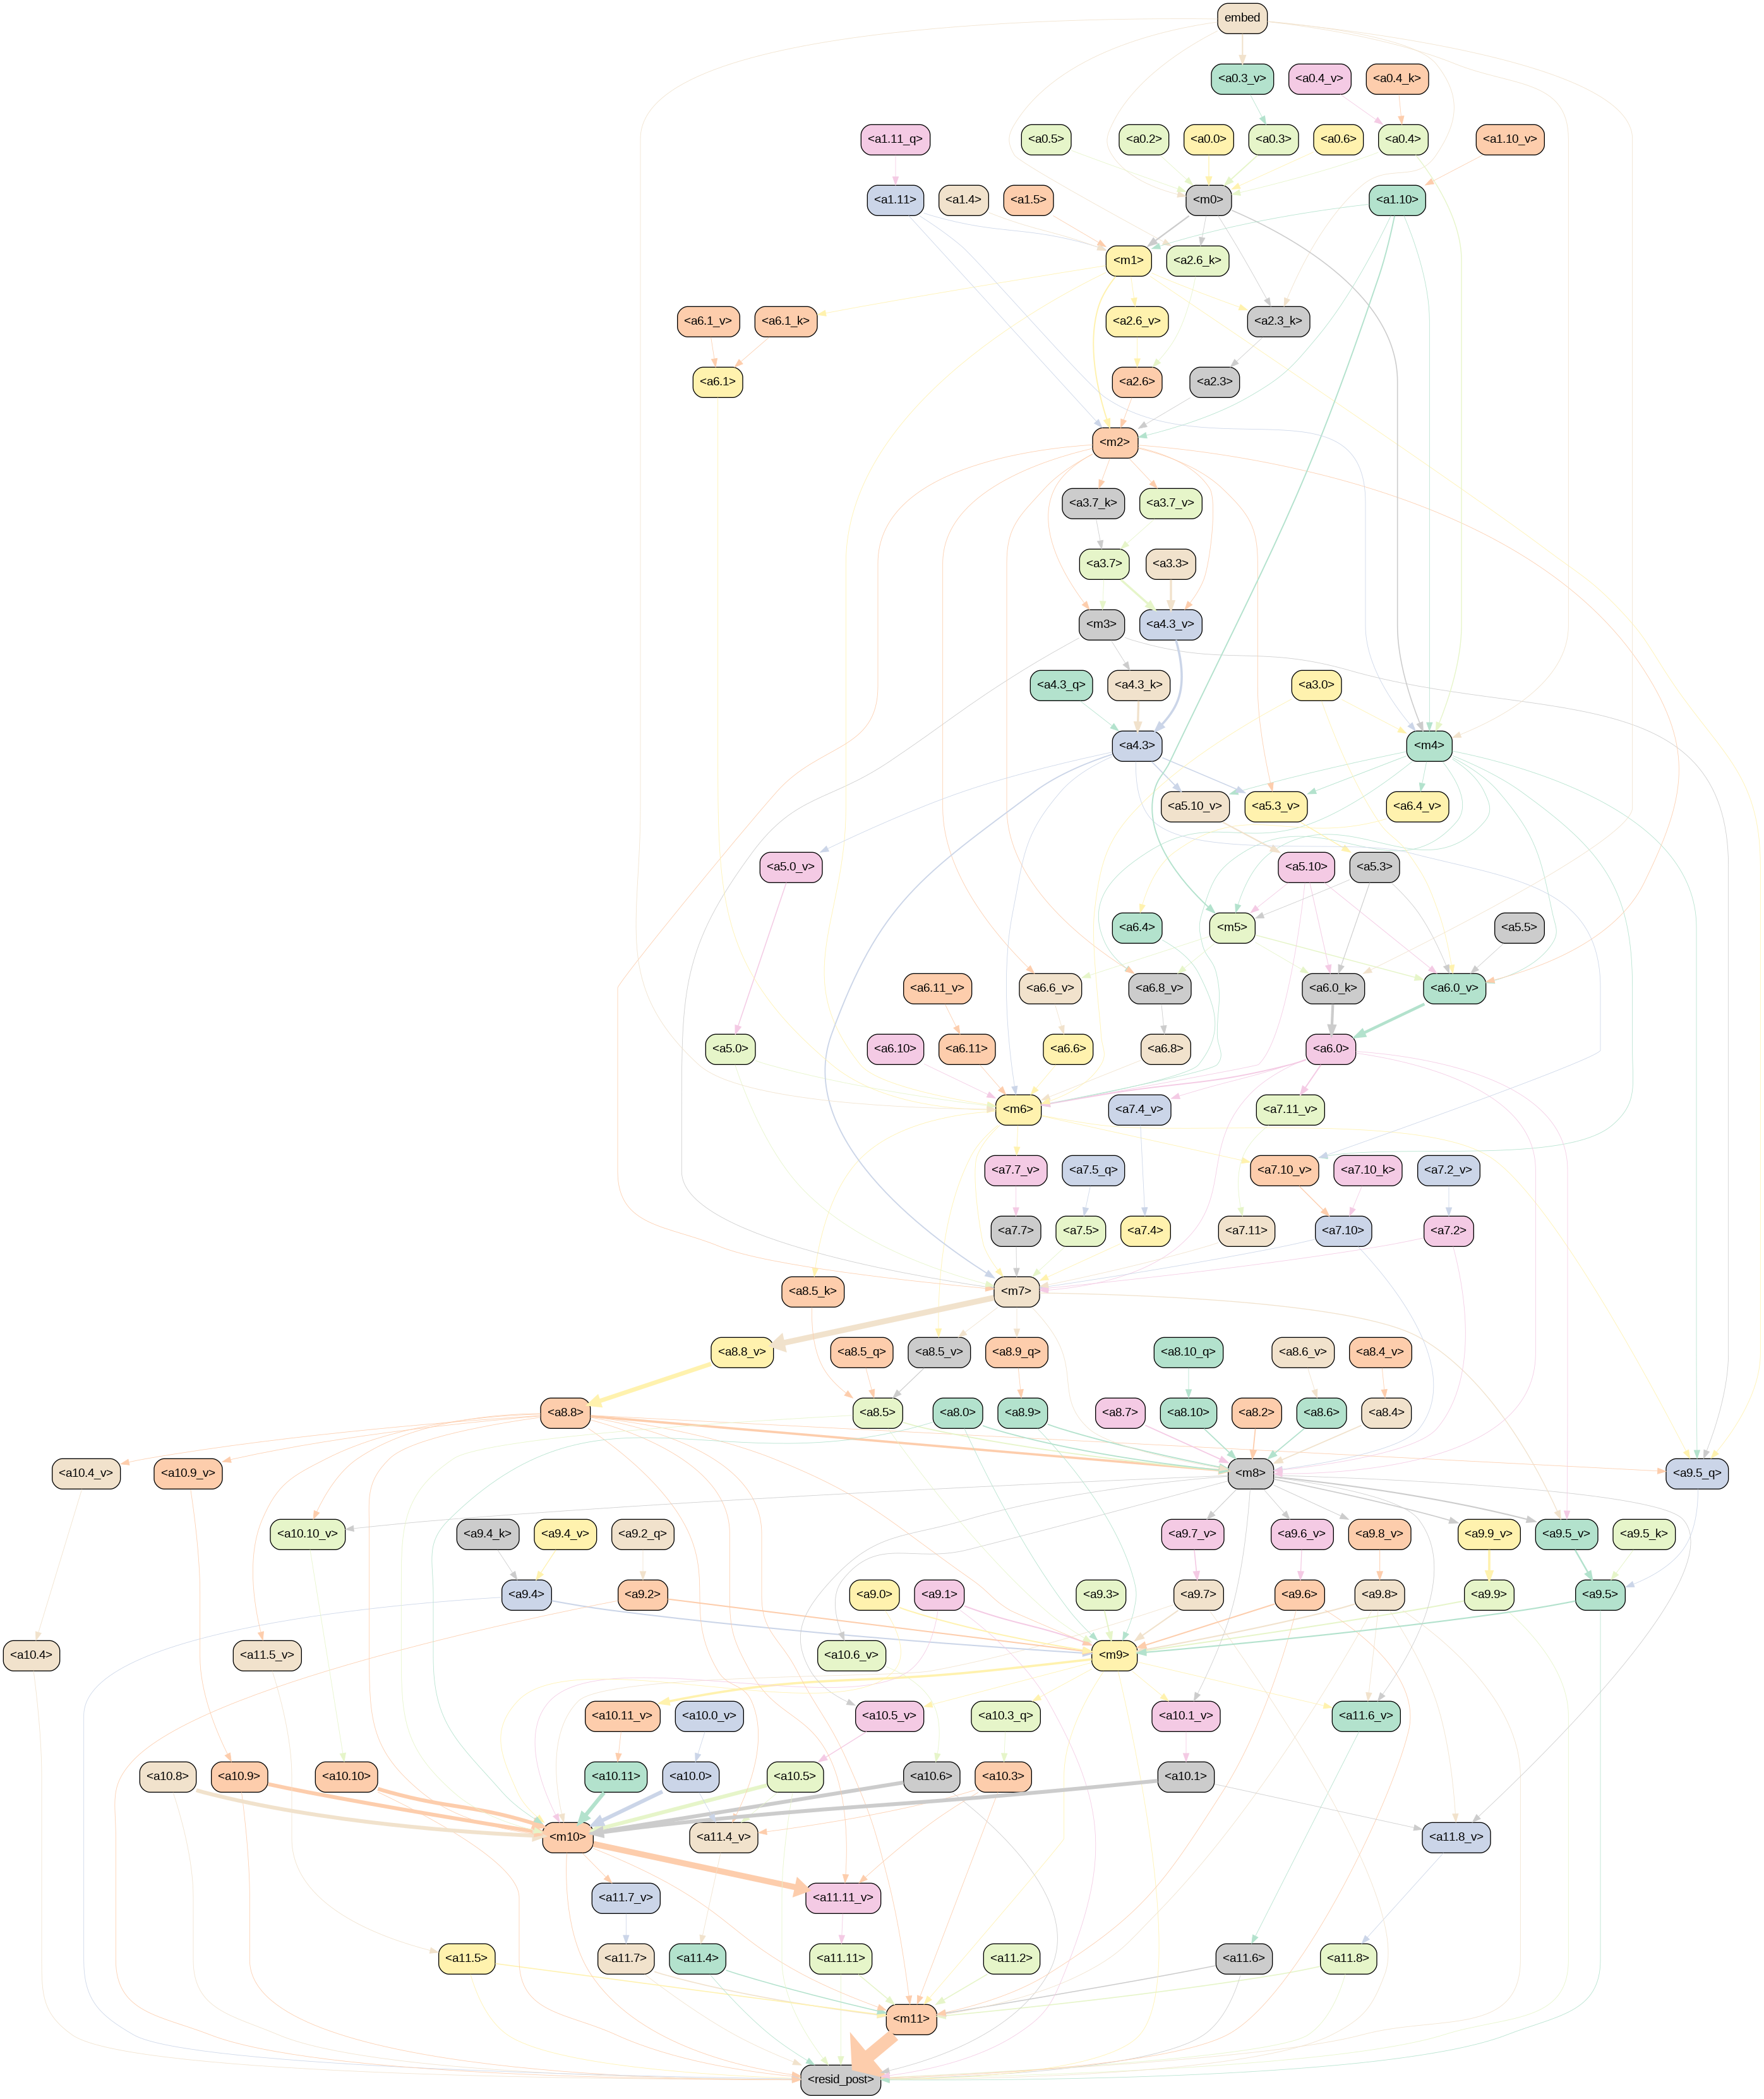 embed
<a0.3_v> <a0.4_v> <a0.4_k>
<a1.11_q> <a0.5> <a0.2> <a0.0> <a0.3> <a0.6> <a0.4> <a1.10_v>
<a1.11> <a1.4> <a1.5> <m0> <a1.10>
<m1> <a2.6_k>
<a6.1_v> <a6.1_k> <a2.6_v> <a2.3_k>
<a6.1> <a2.6> <a2.3>
<m2>
<a3.7_k> <a3.7_v>
<a3.7> <a3.3>
<m3> <a4.3_v>
<a4.3_q> <a4.3_k> <a3.0>
<a4.3> <m4>
<a5.10_v> <a5.3_v> <a6.4_v>
<a5.0_v> <a5.10> <a5.3>
<a6.4> <m5> <a5.5>
<a6.11_v> <a6.6_v> <a6.8_v> <a6.0_k> <a6.0_v>
<a5.0> <a6.10> <a6.11> <a6.6> <a6.8> <a6.0>
<m6> <a7.4_v> <a7.11_v>
<a7.7_v> <a7.5_q> <a7.10_v> <a7.10_k> <a7.2_v>
<a7.7> <a7.5> <a7.4> <a7.11> <a7.10> <a7.2>
<a8.5_k> <m7>
<a8.8_v> <a8.5_q> <a8.5_v> <a8.9_q> <a8.10_q> <a8.6_v> <a8.4_v>
<a8.8> <a8.5> <a8.0> <a8.9> <a8.7> <a8.10> <a8.2> <a8.6> <a8.4>
<a10.4_v> <a10.9_v> <m8> <a9.5_q>
<a10.10_v> <a9.4_k> <a9.4_v> <a9.2_q> <a9.7_v> <a9.6_v> <a9.8_v> <a9.9_v> <a9.5_v> <a9.5_k>
<a9.4> <a9.2> <a9.1> <a9.0> <a9.3> <a9.7> <a9.6> <a9.8> <a9.9> <a9.5>
<a10.4> <a11.5_v> <a10.6_v> <m9>
<a10.11_v> <a10.0_v> <a10.5_v> <a10.3_q> <a10.1_v> <a11.6_v>
<a10.8> <a10.9> <a10.10> <a10.11> <a10.0> <a10.5> <a10.6> <a10.3> <a10.1>
<m10> <a11.4_v> <a11.8_v>
<a11.7_v> <a11.11_v>
<a11.5> <a11.7> <a11.4> <a11.11> <a11.2> <a11.6> <a11.8>
<m11>
<resid_post>